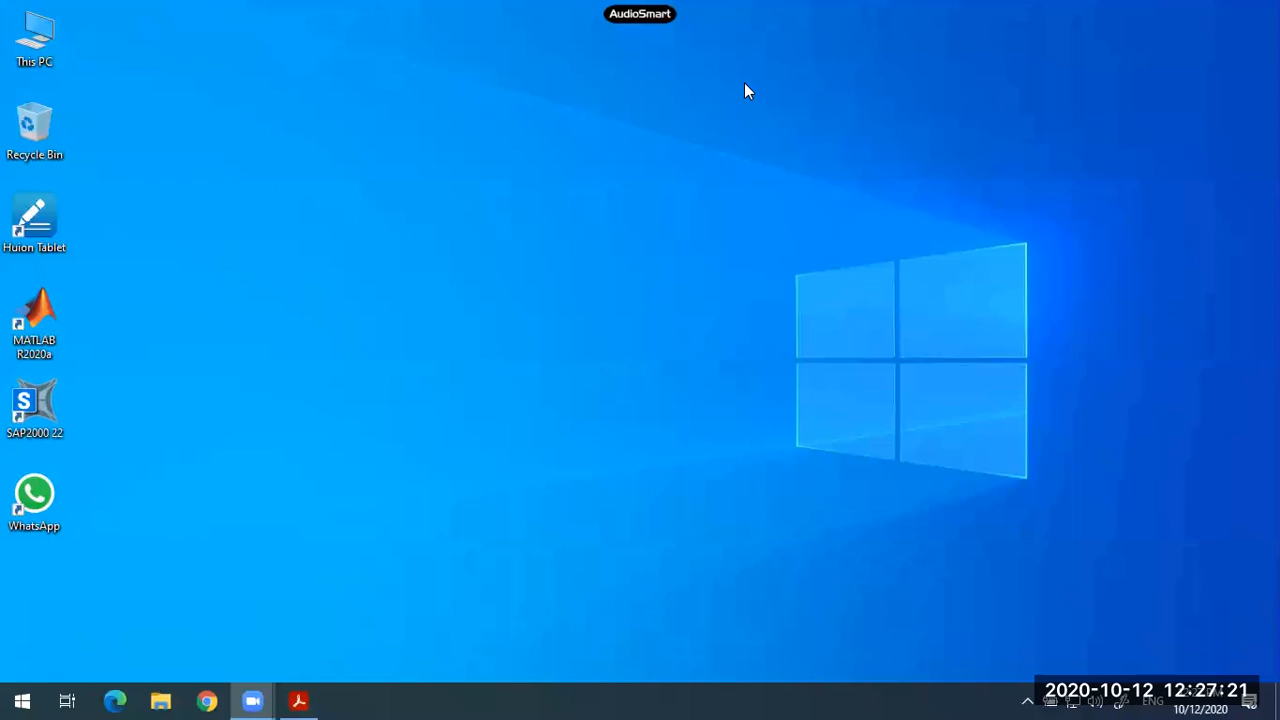 AudioSmart
This PC
Recycle Bin
Huion Tablet
MATLAB
R2020a
S
SAP2000 22
WhatsApp
2020-10-12 12:27:21
ENG
10/12/2020